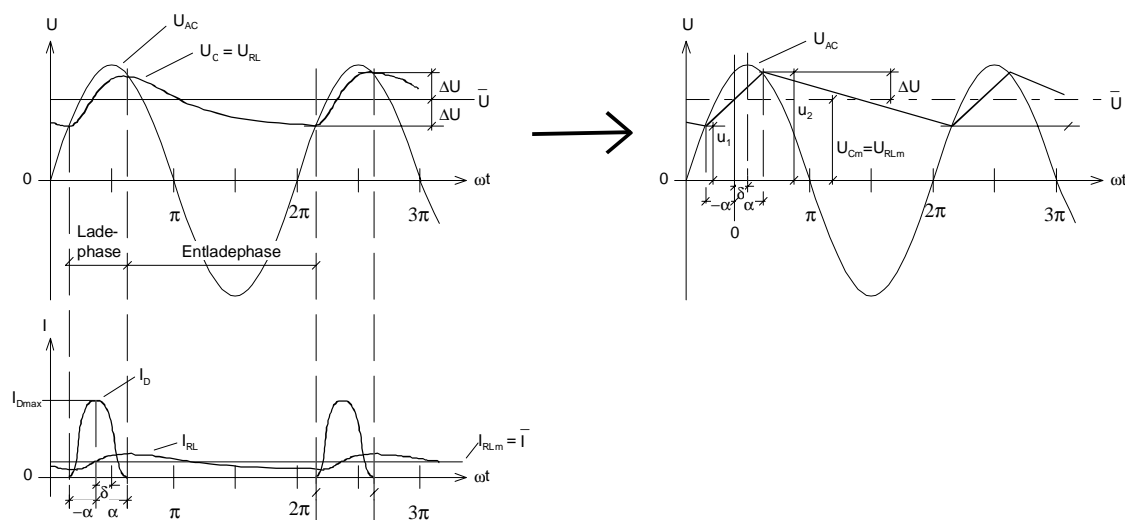 U
U_AC
U_C = U_RL
ΔU
U̅
ΔU
0
π
2π
3π
ωt
Lade-
phase
Entladephase
I
I_D
I_Dmax
I_RL
I_RLm = I̅
0
ωt
δ
-α
α
π
2π
3π
U
U_AC
ΔU
U̅
u_2
u_1
U_Cm=U_RLm
0
ωt
δ
-α
α
0
π
2π
3π